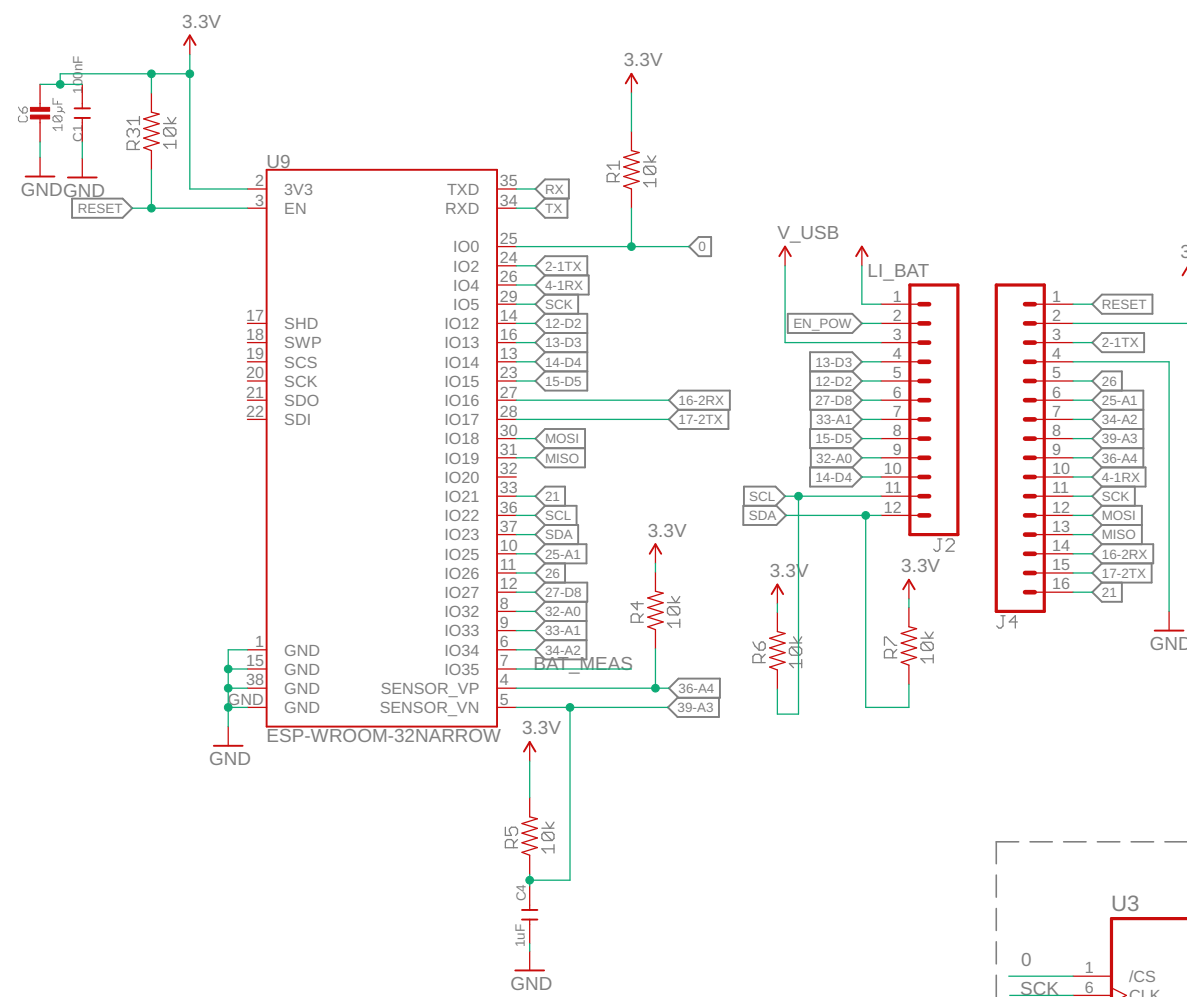 3.3V
100nF
C6
10µF
C1
R31
10k
GND
GND
RESET
3.3V
R1
10k
0
U9
2 3V3
3 EN
17 SHD
18 SWP
19 SCS
20 SCK
21 SDO
22 SDI
1 GND
15 GND
38 GND
GND GND
GND
TXD 35 RX
RXD 34 TX
IO0 25
IO2 24 2-1TX
IO4 26 4-1RX
IO5 29 SCK
IO12 14 12-D2
IO13 16 13-D3
IO14 13 14-D4
IO15 23 15-D5
IO16 27 16-2RX
IO17 28 17-2TX
IO18 30 MOSI
IO19 31 MISO
IO20 32
IO21 33 21
IO22 36 SCL
IO23 37 SDA
IO25 10 25-A1
IO26 11 26
IO27 12 27-D8
IO32 8 32-A0
IO33 9 33-A1
IO34 6 34-A2
IO35 7 BAT_MEAS
SENSOR_VP 4 36-A4
SENSOR_VN 5 39-A3
ESP-WROOM-32NARROW
3.3V
R4
10k
3.3V
R5
10k
C4
1uF
GND
V_USB
LI_BAT
1
EN_POW 2
3
13-D3 4
12-D2 5
27-D8 6
33-A1 7
15-D5 8
32-A0 9
14-D4 10
SCL 11
SDA 12
J2
3.3V
R6
10k
3.3V
R7
10k
1 RESET
2
3 2-1TX
4
5 26
6 25-A1
7 34-A2
8 39-A3
9 36-A4
10 4-1RX
11 SCK
12 MOSI
13 MISO
14 16-2RX
15 17-2TX
16 21
J4
GND
U3
0 1 /CS
SCK 6 CLK